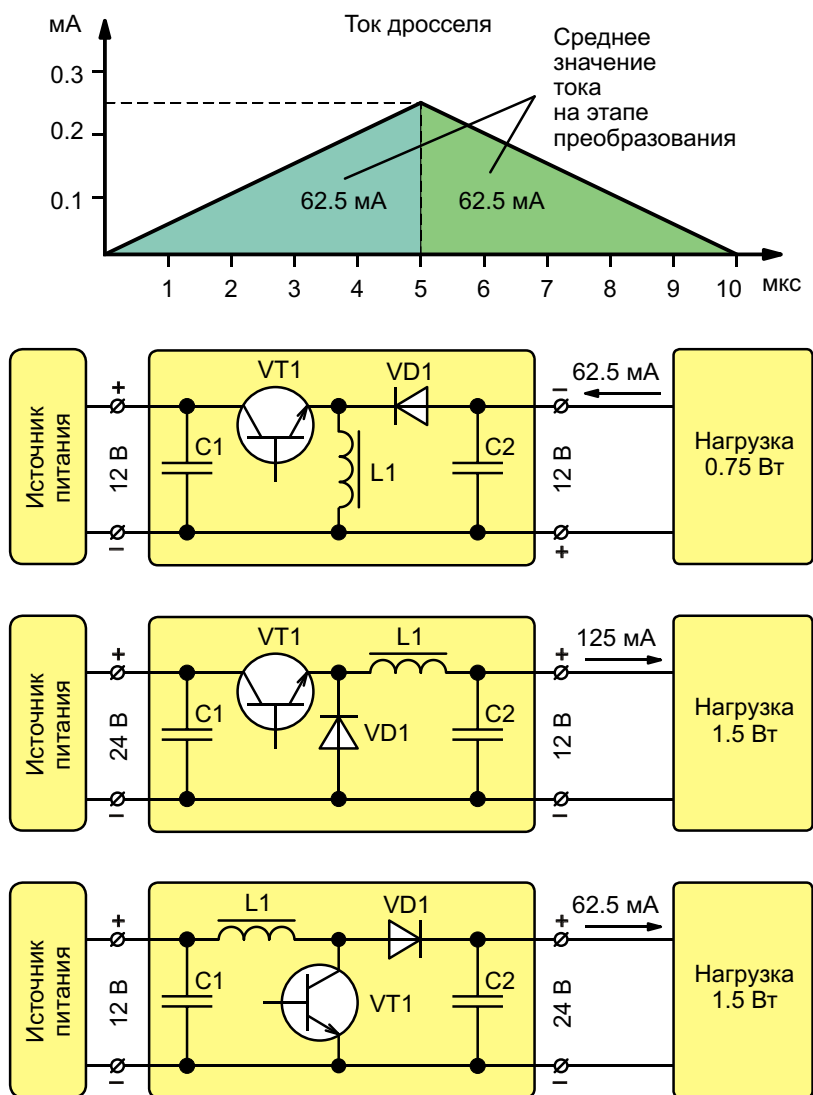 мА
Ток дросселя
Среднее
значение
тока
на этапе
преобразования
0.3
0.2
0.1
62.5 мА
62.5 мА
1 2 3 4 5 6 7 8 9 10 мкс
Источник
питания
+
12 В
–
VT1
VD1
C1
L1
C2
–
12 В
+
62.5 мА
Нагрузка
0.75 Вт
Источник
питания
+
24 В
–
VT1
L1
C1
VD1
C2
+
12 В
–
125 мА
Нагрузка
1.5 Вт
Источник
питания
+
12 В
–
L1
VD1
C1
VT1
C2
+
24 В
–
62.5 мА
Нагрузка
1.5 Вт